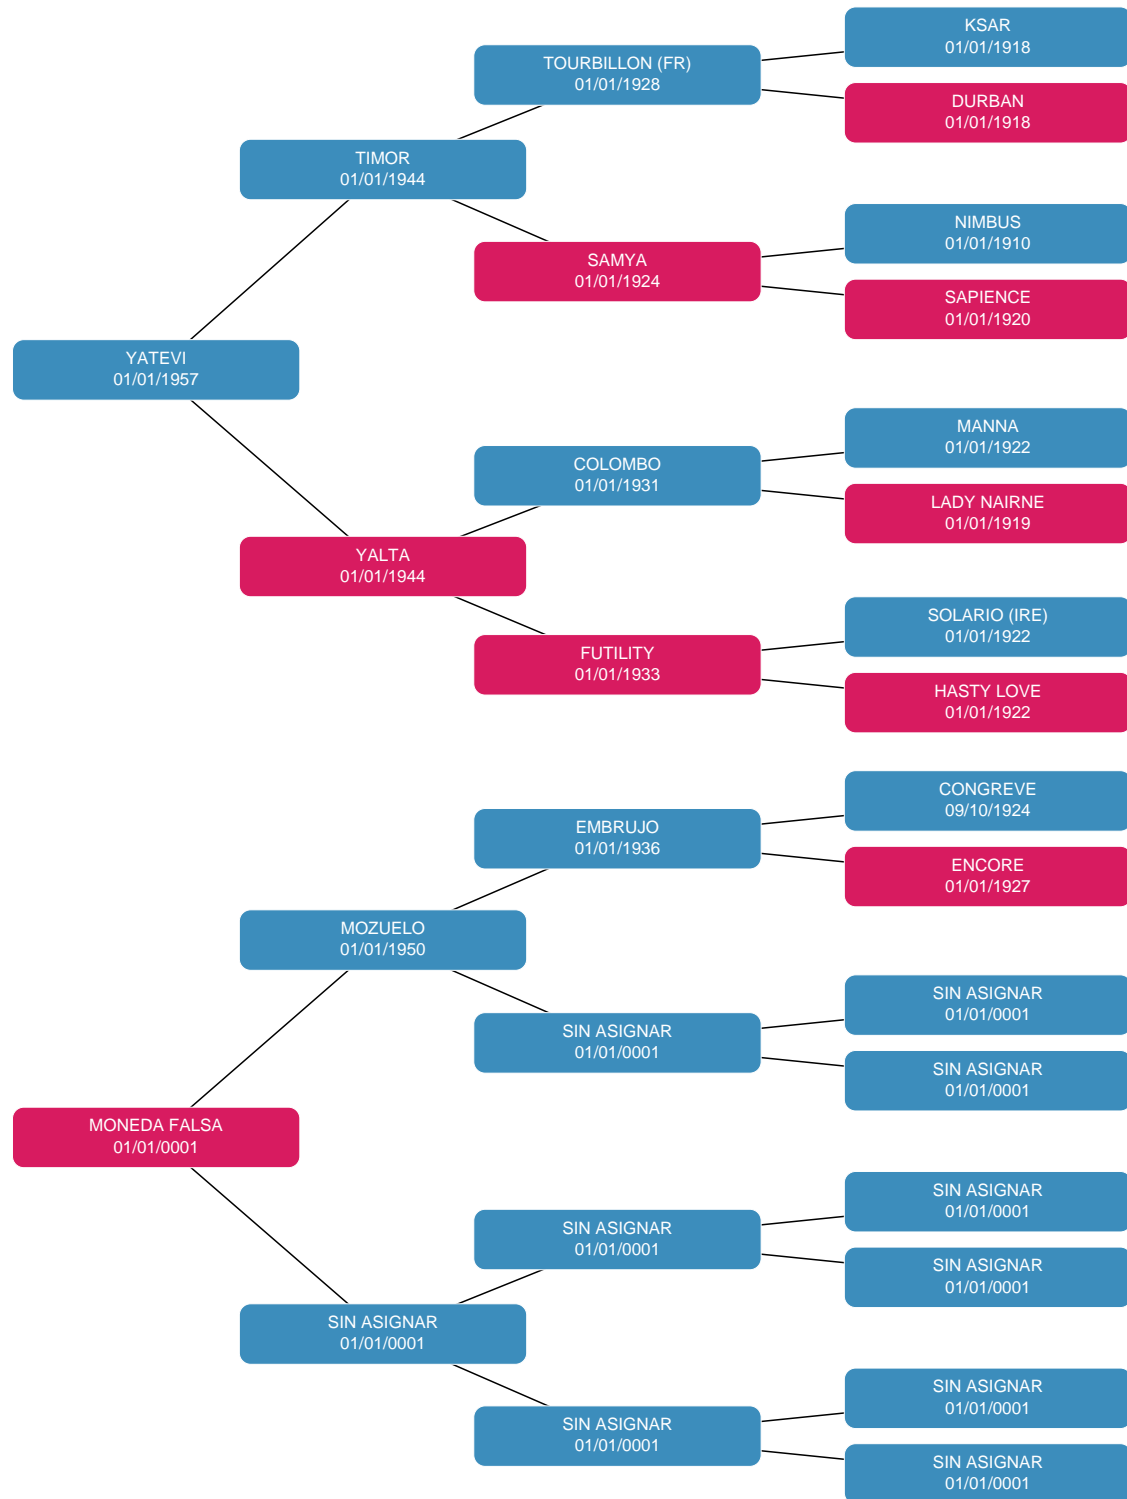 KSAR
01/01/1918
TOURBILLON (FR)
01/01/1928
DURBAN
01/01/1918
TIMOR
01/01/1944
NIMBUS
01/01/1910
SAMYA
01/01/1924
SAPIENCE
01/01/1920
YATEVI
01/01/1957
MANNA
01/01/1922
COLOMBO
01/01/1931
LADY NAIRNE
01/01/1919
YALTA
01/01/1944
SOLARIO (IRE)
01/01/1922
FUTILITY
01/01/1933
HASTY LOVE
01/01/1922
CONGREVE
09/10/1924
EMBRUJO
01/01/1936
ENCORE
01/01/1927
MOZUELO
01/01/1950
SIN ASIGNAR
01/01/0001
SIN ASIGNAR
01/01/0001
SIN ASIGNAR
01/01/0001
MONEDA FALSA
01/01/0001
SIN ASIGNAR
01/01/0001
SIN ASIGNAR
01/01/0001
SIN ASIGNAR
01/01/0001
SIN ASIGNAR
01/01/0001
SIN ASIGNAR
01/01/0001
SIN ASIGNAR
01/01/0001
SIN ASIGNAR
01/01/0001